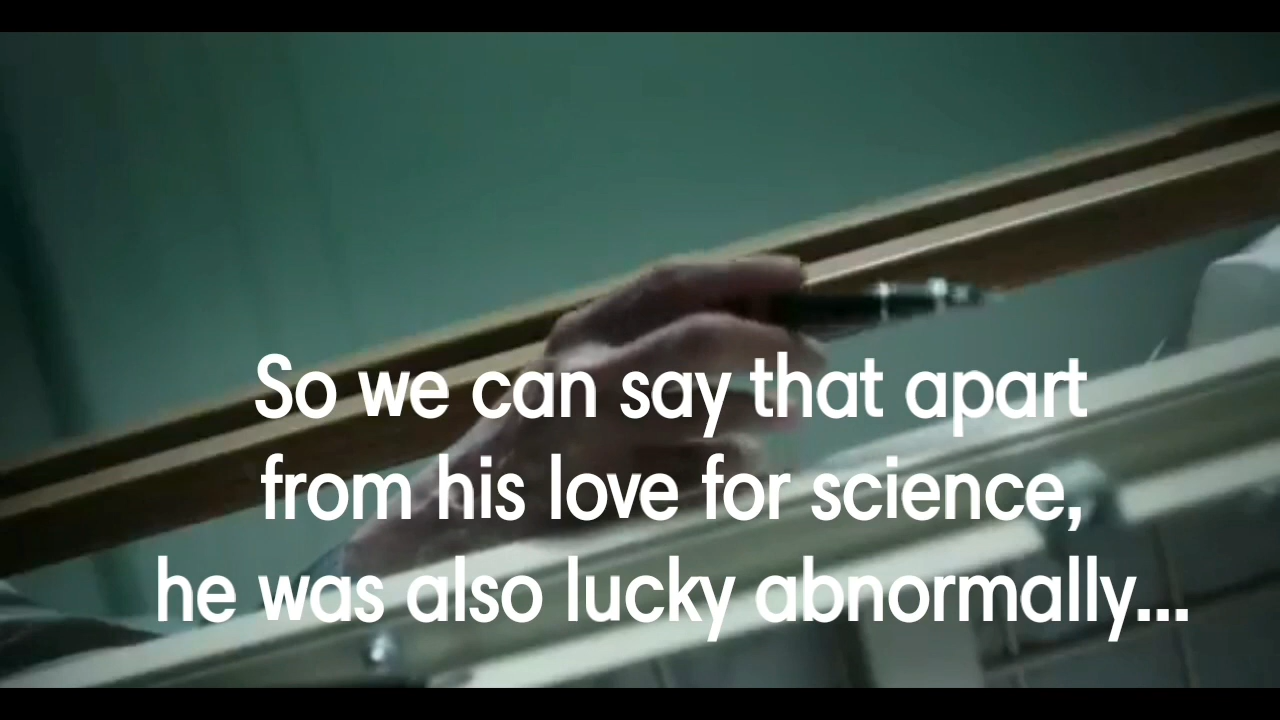 So we can say that apart
from his love for science,
he was also lucky abnormally...